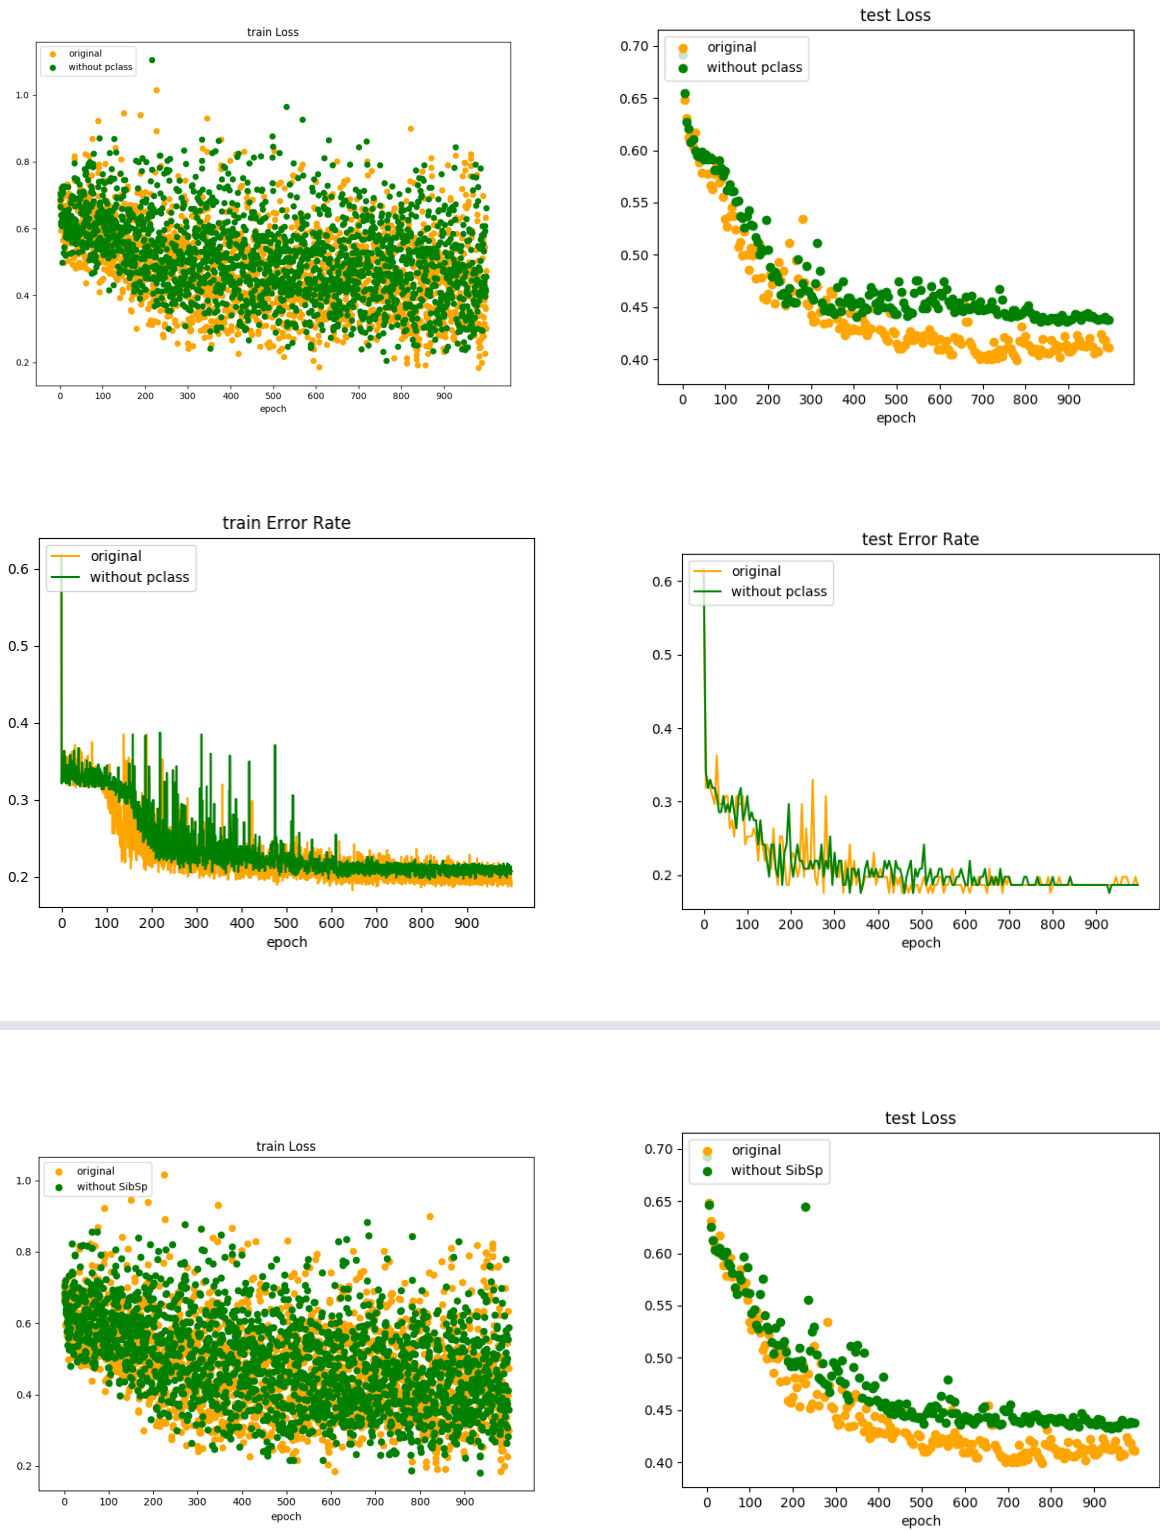 train Loss
original
without pclass
1.0
0.8
0.6
0.4
0.2
0 100 200 300 400 500 600 700 800 900
epoch
test Loss
original
without pclass
0.70
0.65
0.60
0.55
0.50
0.45
0.40
0 100 200 300 400 500 600 700 800 900
epoch
train Error Rate
original
without pclass
0.6
0.5
0.4
0.3
0.2
0 100 200 300 400 500 600 700 800 900
epoch
test Error Rate
original
without pclass
0.6
0.5
0.4
0.3
0.2
0 100 200 300 400 500 600 700 800 900
epoch
train Loss
original
without SibSp
1.0
0.8
0.6
0.4
0.2
0 100 200 300 400 500 600 700 800 900
epoch
test Loss
original
without SibSp
0.70
0.65
0.60
0.55
0.50
0.45
0.40
0 100 200 300 400 500 600 700 800 900
epoch